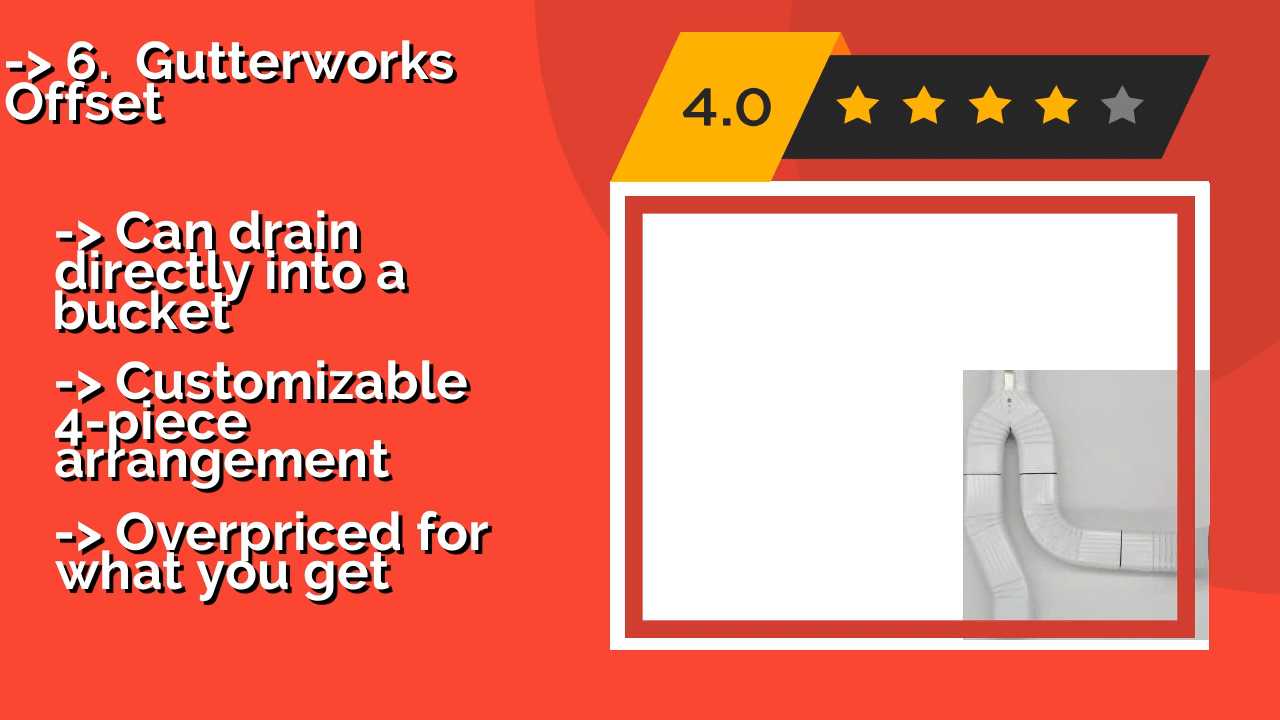 -> 6.  Gutterworks
Offset
4.0
-> Can drain
directly into a
bucket
-> Customizable
4-piece
arrangement
-> Overpriced for
what you get